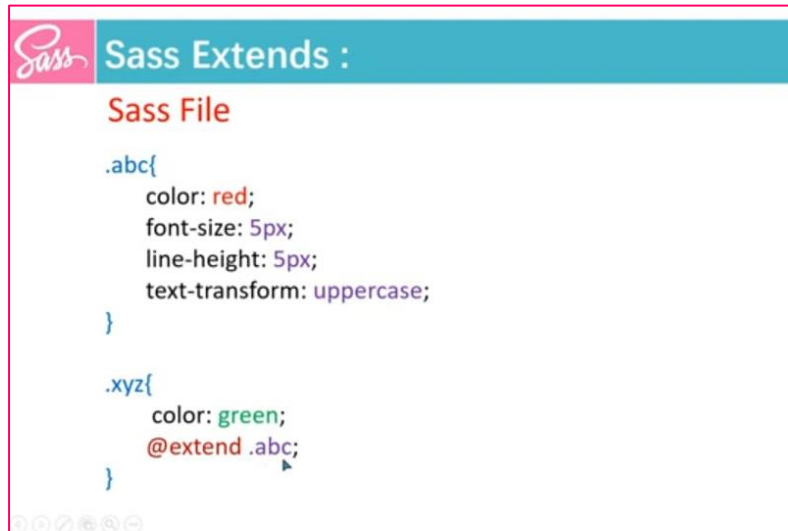 Sass
Sass Extends :
Sass File
.abc{
color: red;
font-size: 5px;
line-height: 5px;
text-transform: uppercase;
}
.xyz{
color: green;
@extend .abc;
}